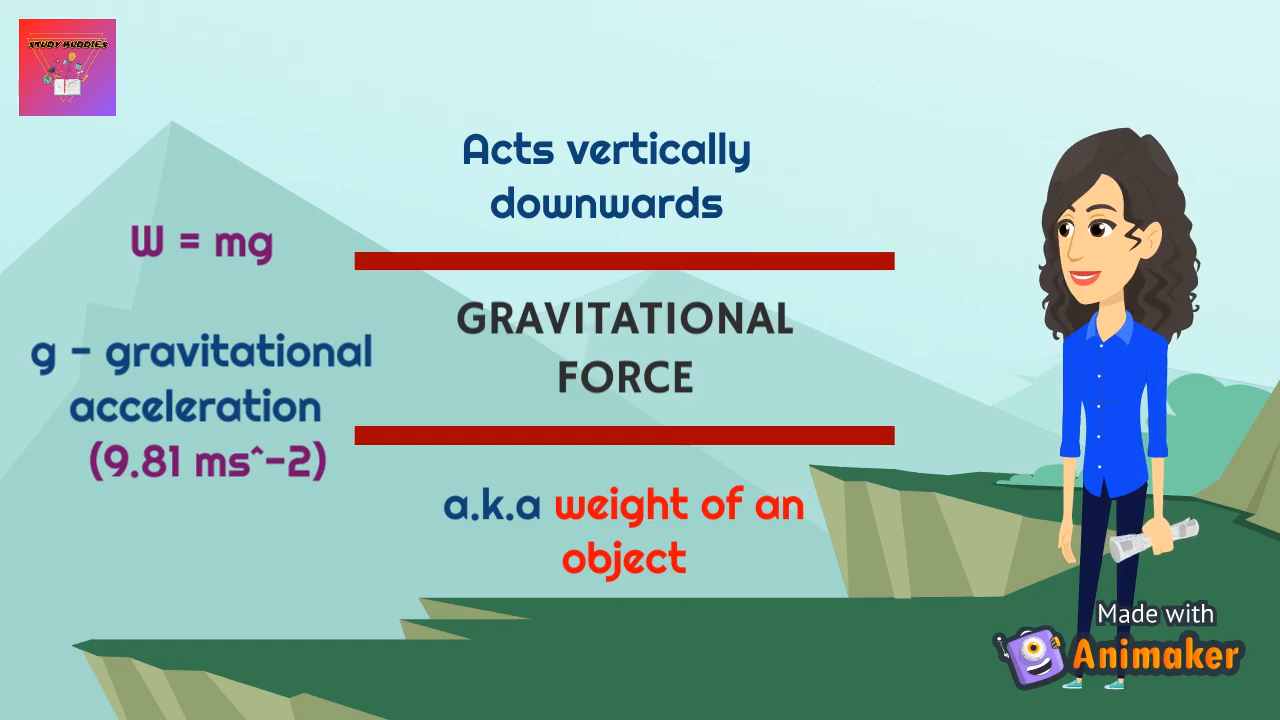 STUDY BUDDIES
Acts vertically
downwards
W = mg
GRAVITATIONAL
FORCE
g - gravitational
acceleration
(9.81 ms^-2)
a.k.a weight of an
object
Made with
Animaker